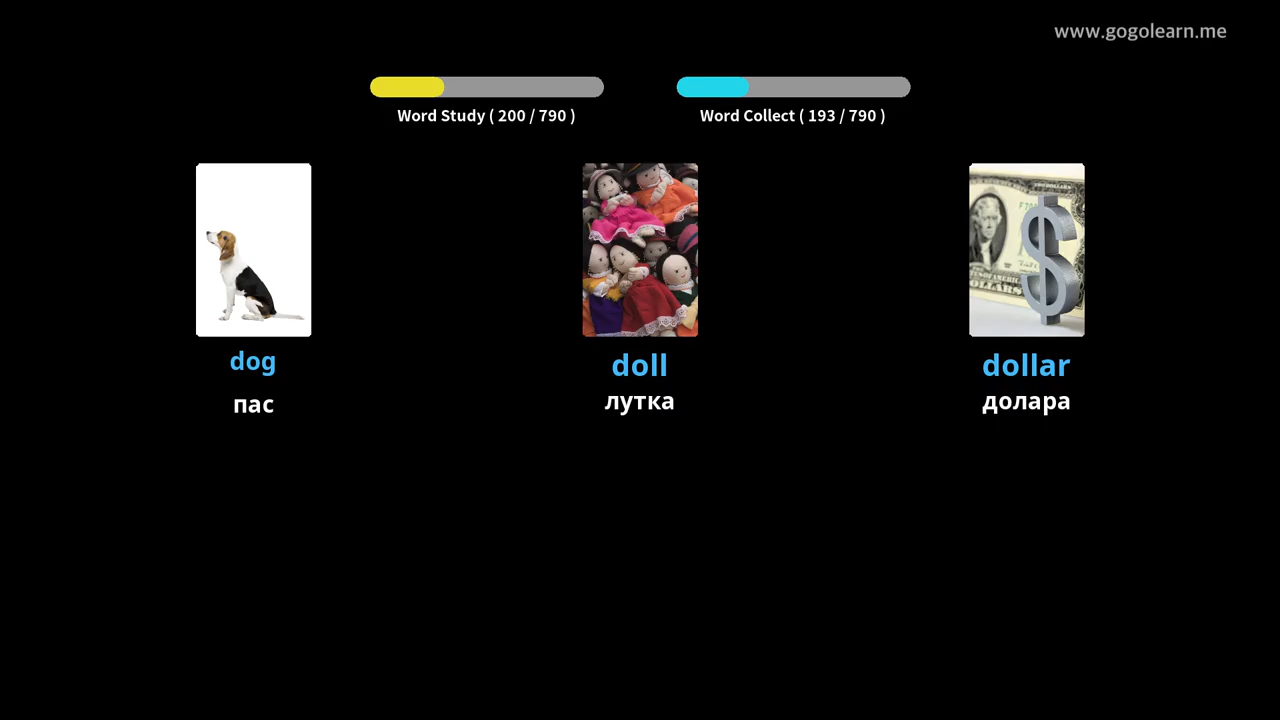 www.gogolearn.me
Word Study ( 200 / 790 )
Word Collect ( 193 / 790 )
dog
doll
dollar
пас
лутка
долара